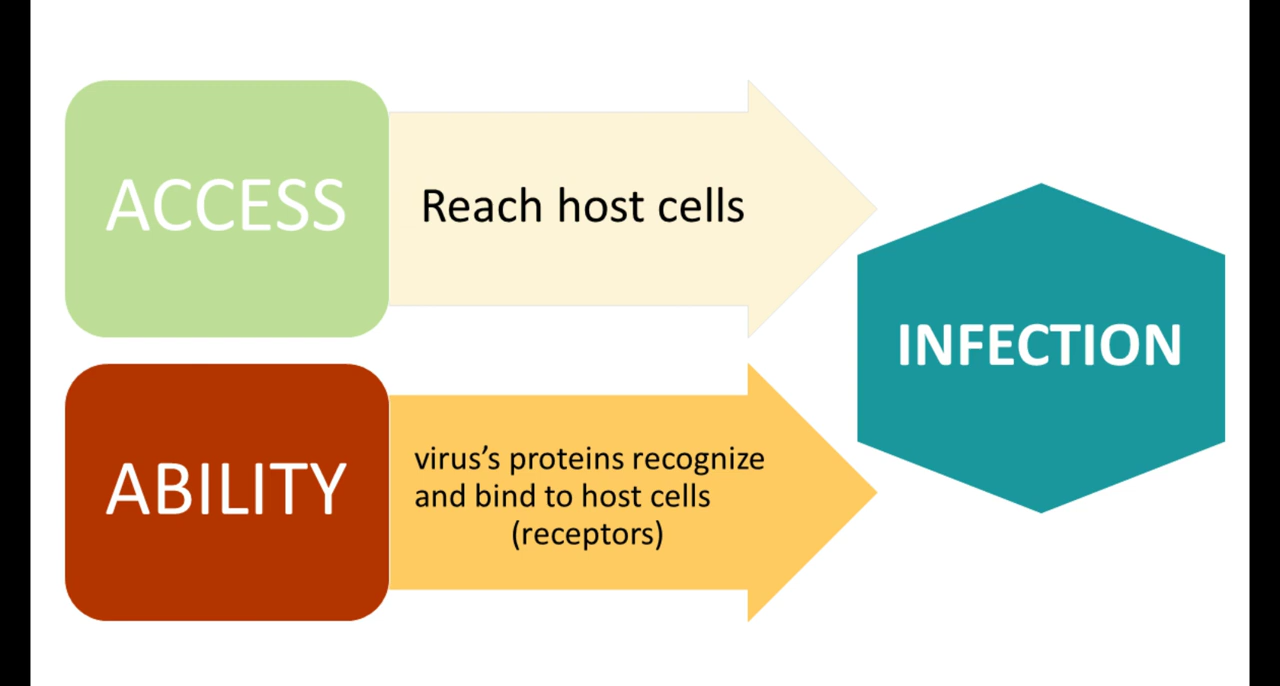 ACCESS
Reach host cells
INFECTION
ABILITY
virus’s proteins recognize
and bind to host cells
(receptors)